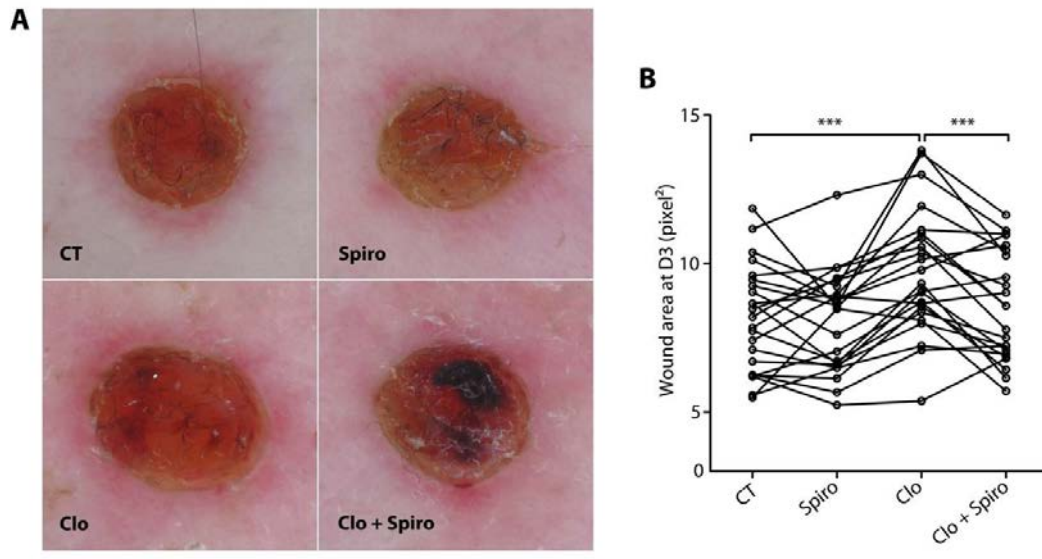 A
CT
Spiro
Clo
Clo + Spiro
B
Wound area at D3 (pixel²)
15
10
5
0
***
***
CT
Spiro
Clo
Clo + Spiro